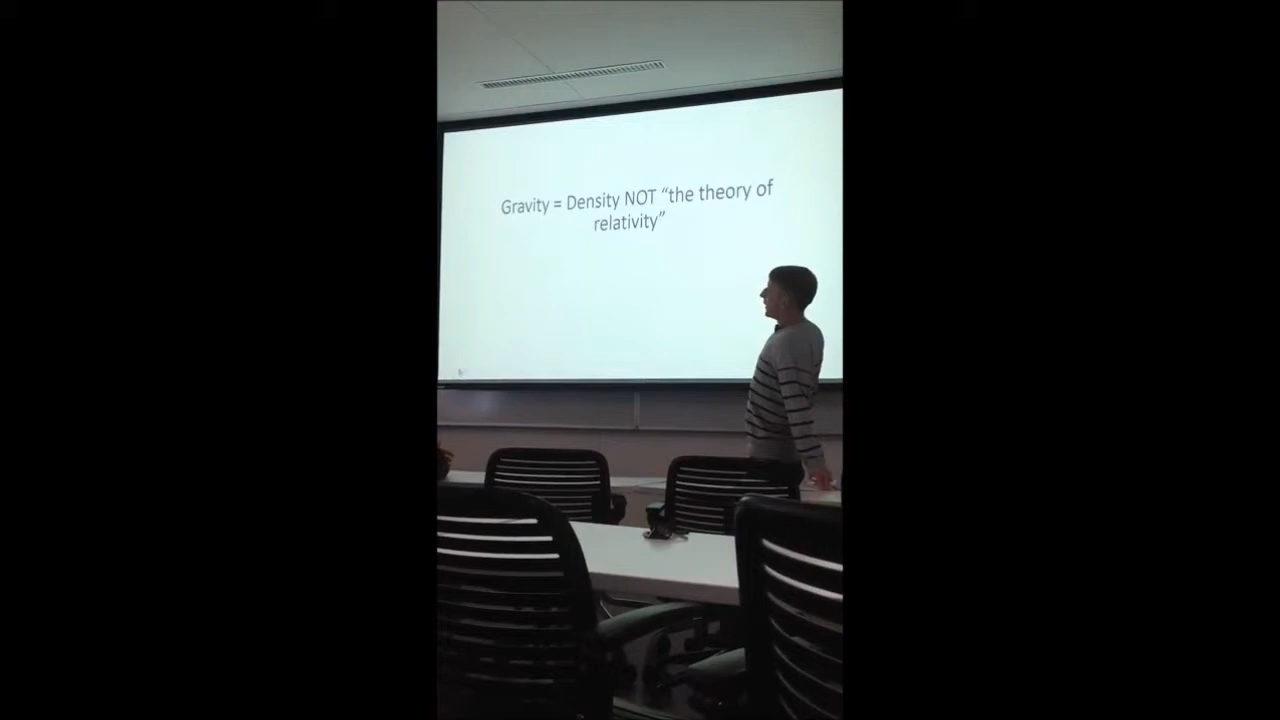 Gravity = Density NOT “the theory of
relativity”